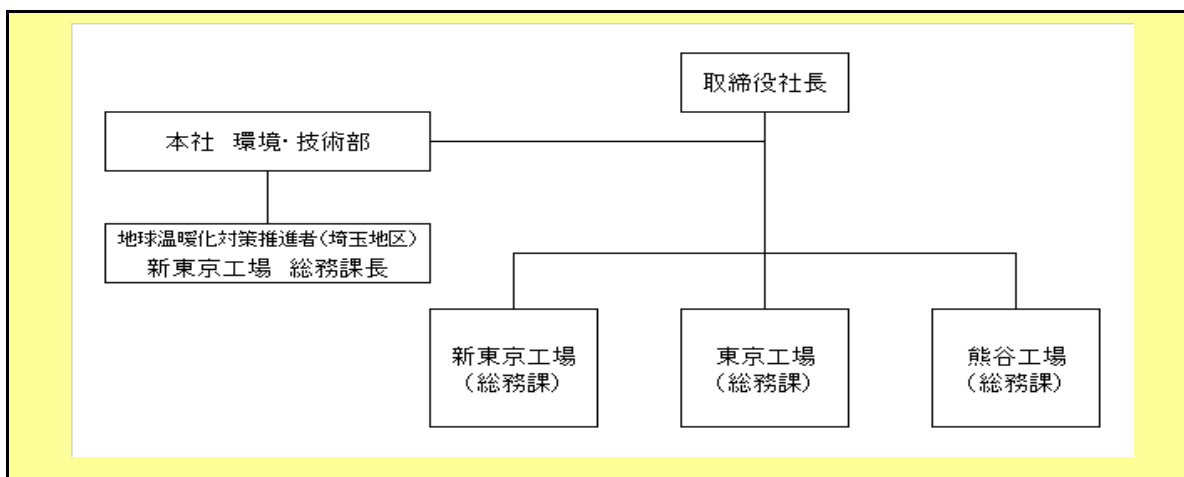 取締役社長
本社 環境・技術部
地球温暖化対策推進者(埼玉地区)
新東京工場 総務課長
新東京工場
(総務課)
東京工場
(総務課)
熊谷工場
(総務課)